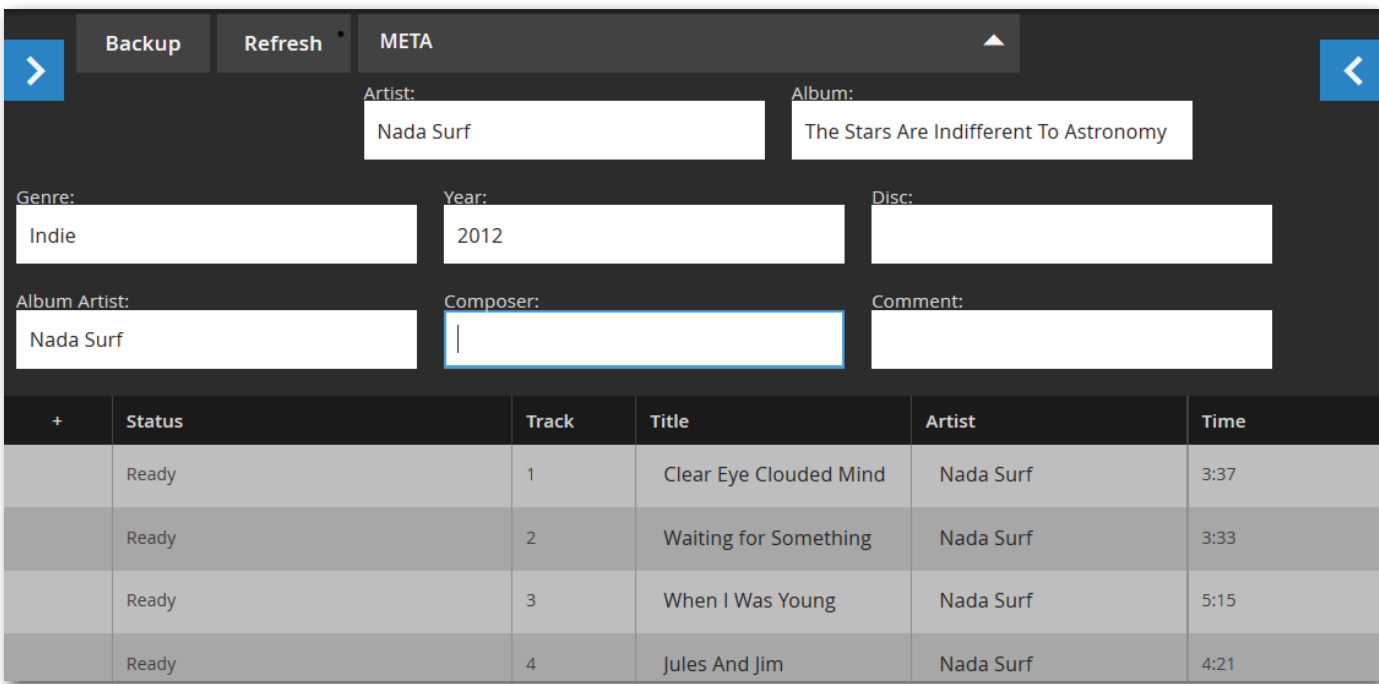 Backup Refresh META
Artist: Album:
Nada Surf The Stars Are Indifferent To Astronomy
Genre: Year: Disc:
Indie 2012
Album Artist: Composer: Comment:
Nada Surf
+ Status Track Title Artist Time
Ready 1 Clear Eye Clouded Mind Nada Surf 3:37
Ready 2 Waiting for Something Nada Surf 3:33
Ready 3 When I Was Young Nada Surf 5:15
Ready 4 Jules And Jim Nada Surf 4:21